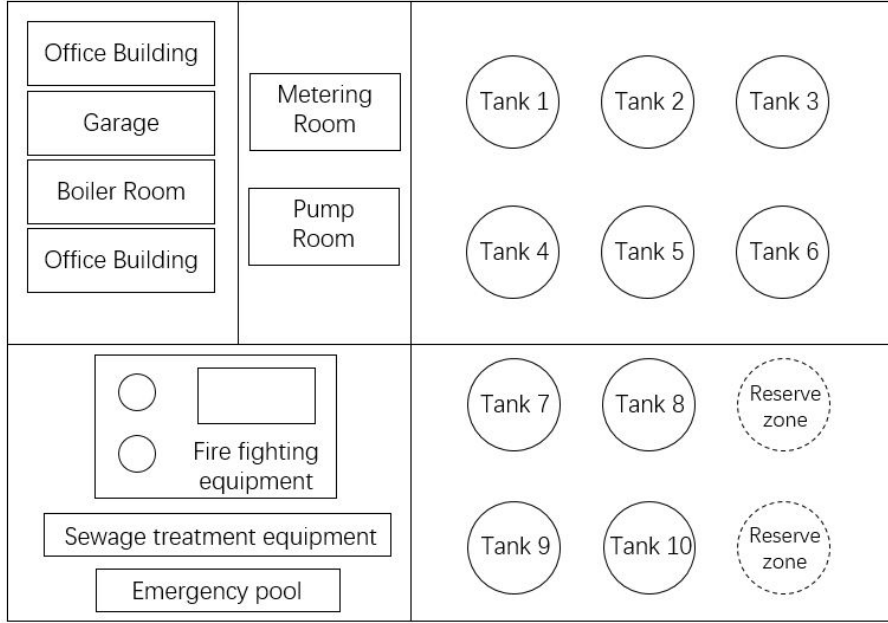 Office Building
Garage
Boiler Room
Office Building
Metering
Room
Pump
Room
Tank 1
Tank 2
Tank 3
Tank 4
Tank 5
Tank 6
Fire fighting
equipment
Sewage treatment equipment
Emergency pool
Tank 7
Tank 8
Reserve
zone
Tank 9
Tank 10
Reserve
zone